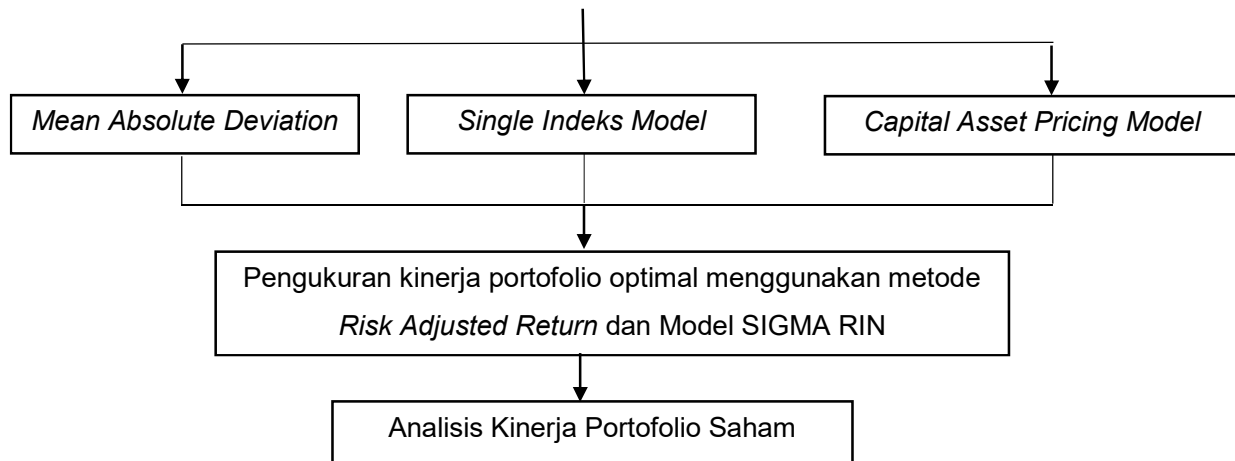 Mean Absolute Deviation
Single Indeks Model
Capital Asset Pricing Model
Pengukuran kinerja portofolio optimal menggunakan metode
Risk Adjusted Return dan Model SIGMA RIN
Analisis Kinerja Portofolio Saham